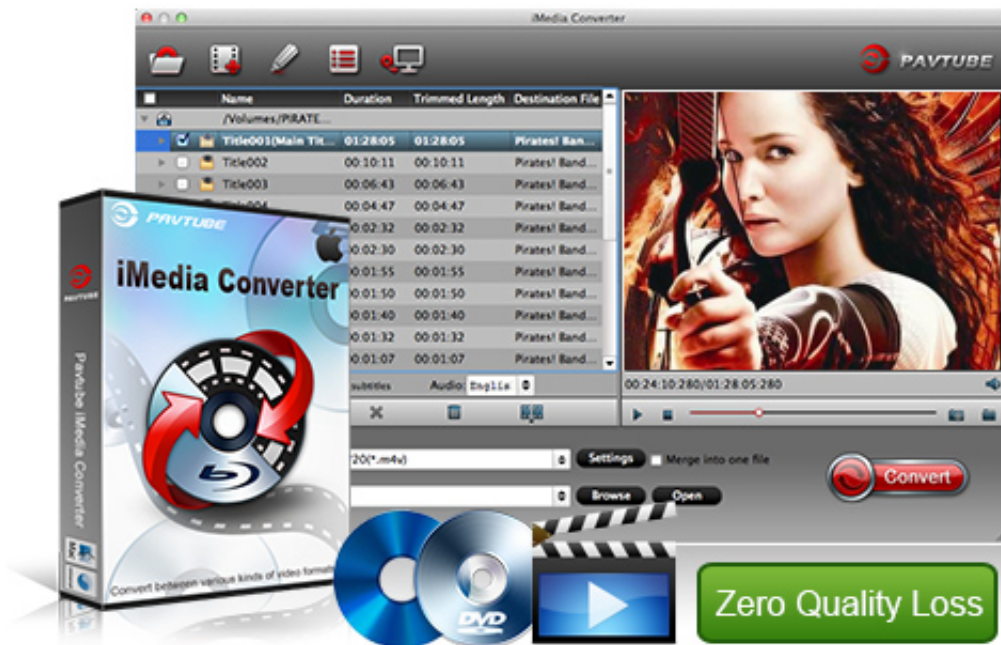 iMedia Converter
PAVTUBE
Name Duration Trimmed Length Destination File
/Volumes/PIRATE...
Title001(Main Tit... 01:28:05 01:28:05 Pirates! Ban...
Title002 00:10:11 00:10:11 Pirates! Band...
Title003 00:06:43 00:06:43 Pirates! Band...
00:04:47 00:04:47 Pirates! Band...
00:02:32 00:02:32 Pirates! Band...
00:02:30 00:02:30 Pirates! Band...
00:01:55 00:01:55 Pirates! Band...
00:01:50 00:01:50 Pirates! Band...
00:01:40 00:01:40 Pirates! Band...
00:01:32 00:01:32 Pirates! Band...
00:01:07 00:01:07 Pirates! Band...
subtitles Audio: Englis
00:24:10:280/01:28:05:280
720(*.m4v) Settings Merge into one file
Browse Open
Convert
PAVTUBE
iMedia Converter
Convert between various kinds of video formats
PAVTUBE
Pavtube iMedia Converter
Mac
DVD
Zero Quality Loss